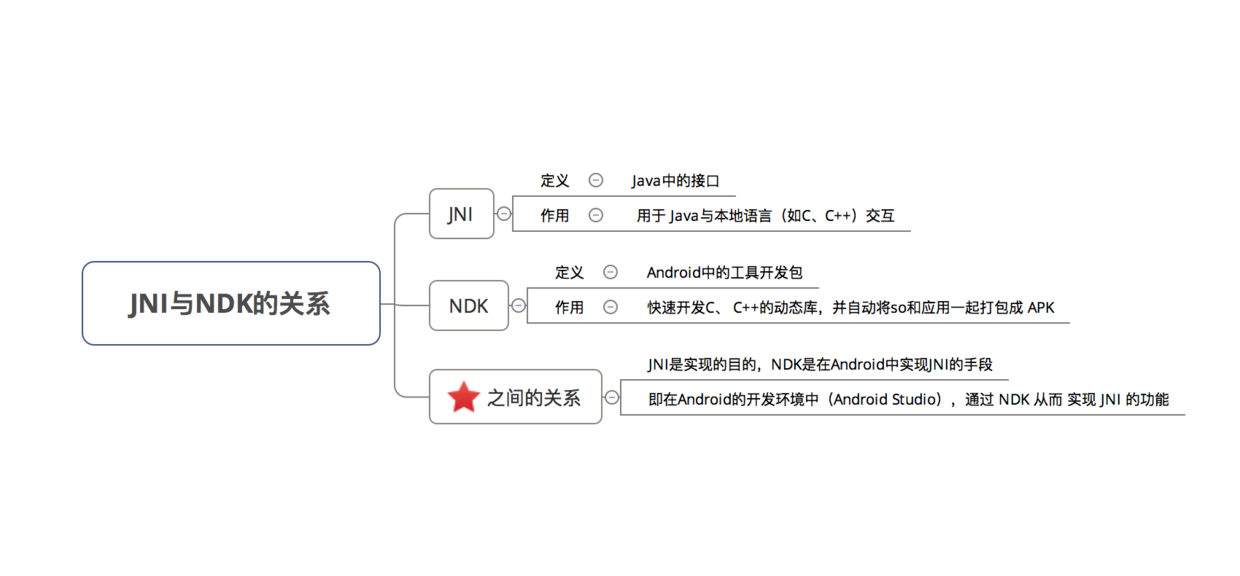 JNI与NDK的关系
JNI
定义
Java中的接口
作用
用于 Java与本地语言（如C、C++）交互
NDK
定义
Android中的工具开发包
作用
快速开发C、 C++的动态库，并自动将so和应用一起打包成 APK
之间的关系
JNI是实现的目的，NDK是在Android中实现JNI的手段
即在Android的开发环境中（Android Studio），通过 NDK 从而 实现 JNI 的功能